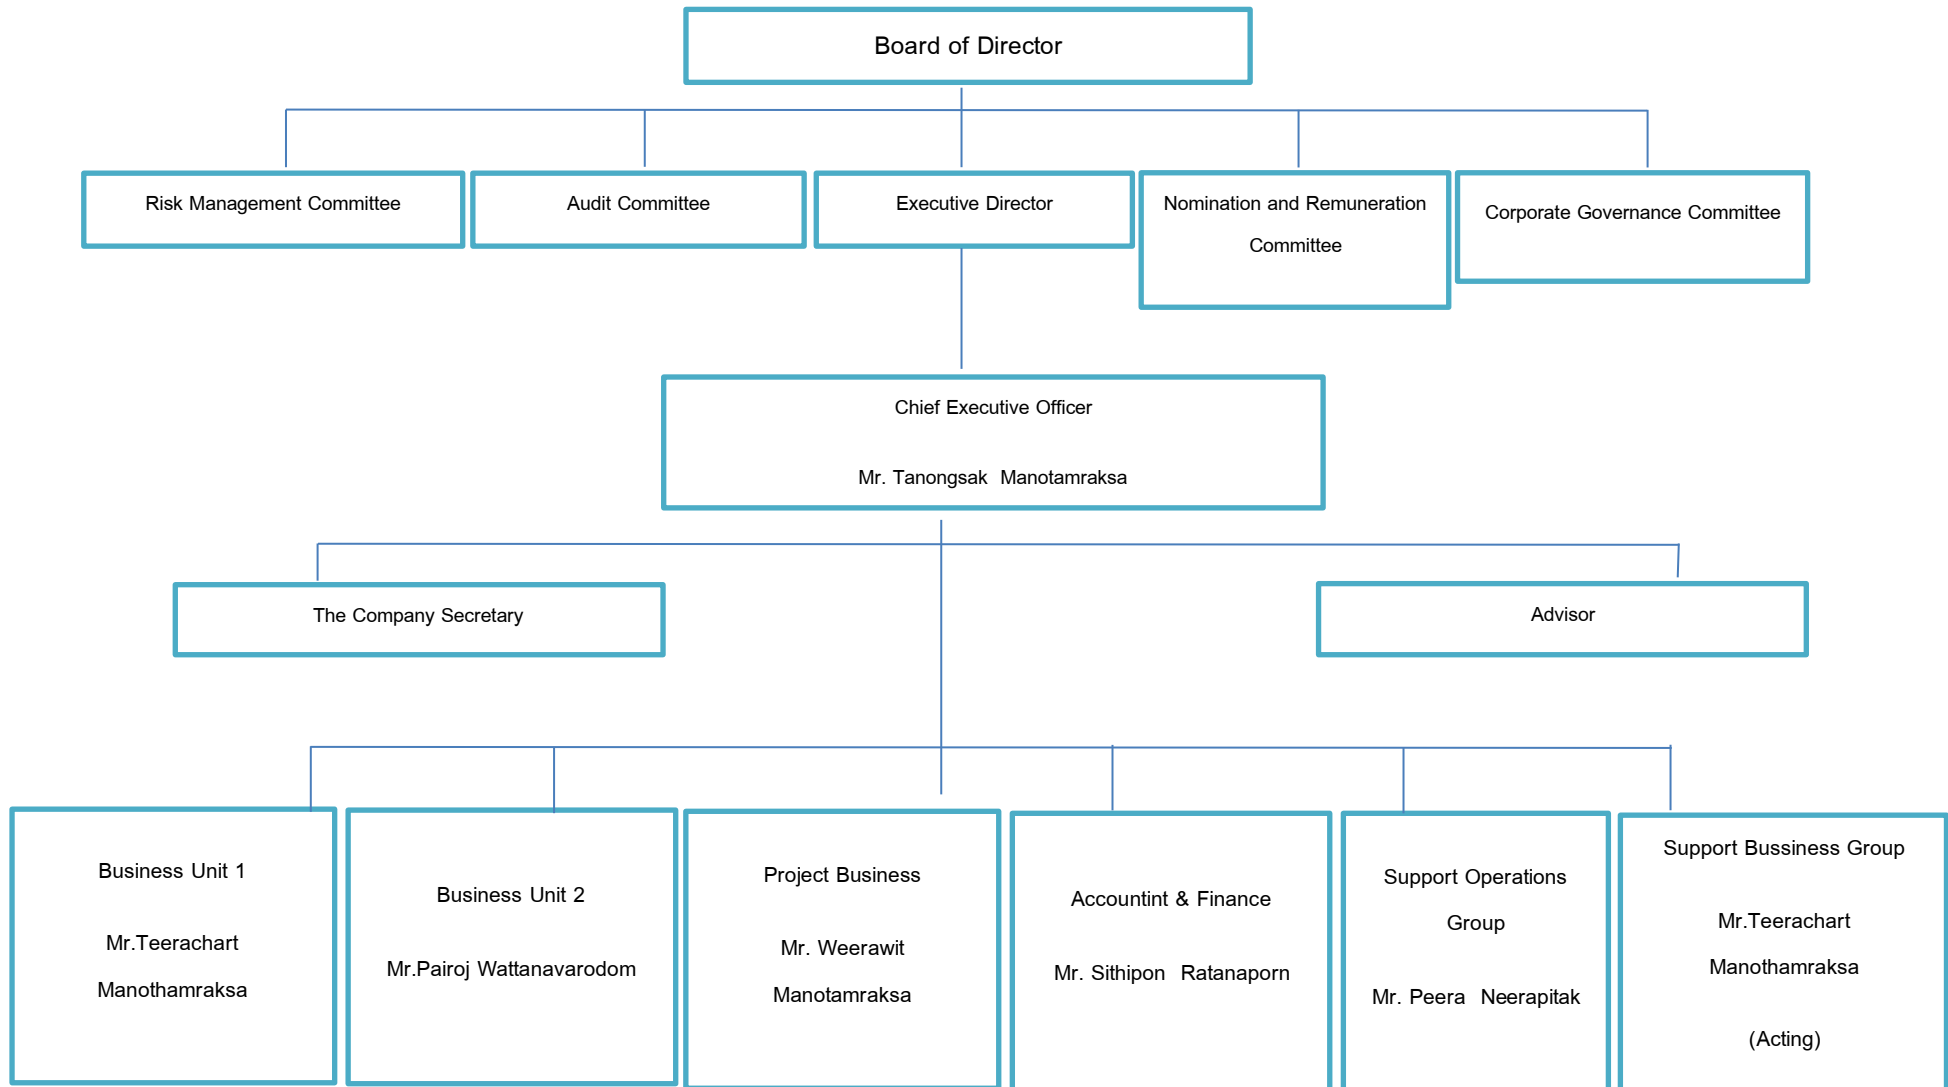 Board of Director
Risk Management Committee
Audit Committee
Executive Director
Nomination and Remuneration
Committee
Corporate Governance Committee
Chief Executive Officer
Mr. Tanongsak  Manotamraksa
The Company Secretary
Advisor
Business Unit 1
Mr.Teerachart
Manothamraksa
Business Unit 2
Mr.Pairoj Wattanavarodom
Project Business
Mr. Weerawit
Manotamraksa
Accountint & Finance
Mr. Sithipon  Ratanaporn
Support Operations
Group
Mr. Peera  Neerapitak
Support Bussiness Group
Mr.Teerachart
Manothamraksa
(Acting)